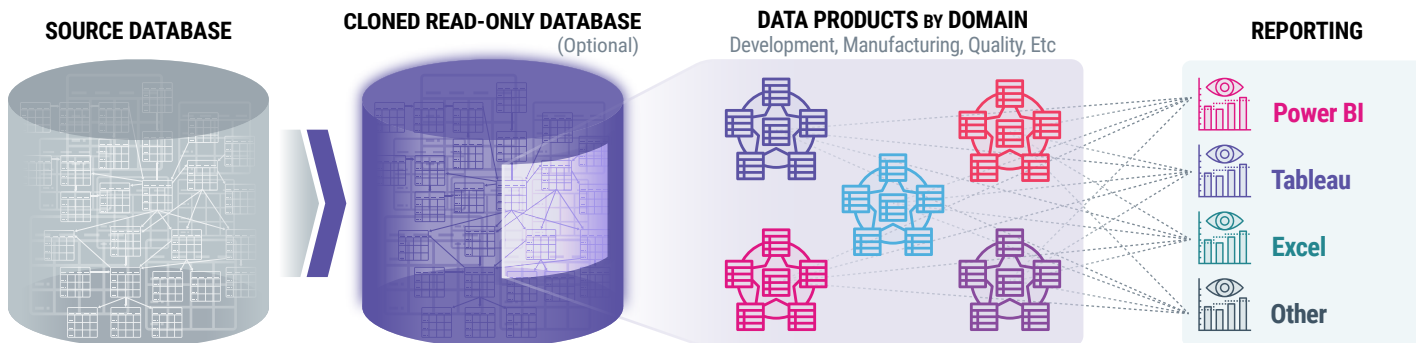 SOURCE DATABASE
CLONED READ-ONLY DATABASE
(Optional)
DATA PRODUCTS BY DOMAIN
Development, Manufacturing, Quality, Etc
REPORTING
Power BI
Tableau
Excel
Other